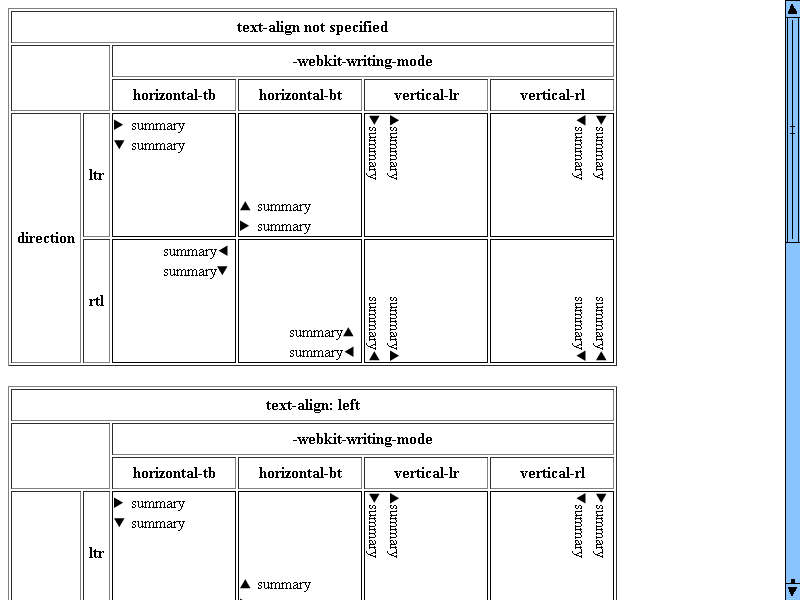 text-align not specified
-webkit-writing-mode
horizontal-tb horizontal-bt vertical-lr vertical-rl
direction
ltr
summary
summary
summary
summary
summary
summary
summary
summary
rtl
summary
summary
summary
summary
summary
summary
summary
summary
text-align: left
-webkit-writing-mode
horizontal-tb horizontal-bt vertical-lr vertical-rl
ltr
summary
summary
summary
summary
summary
summary
summary